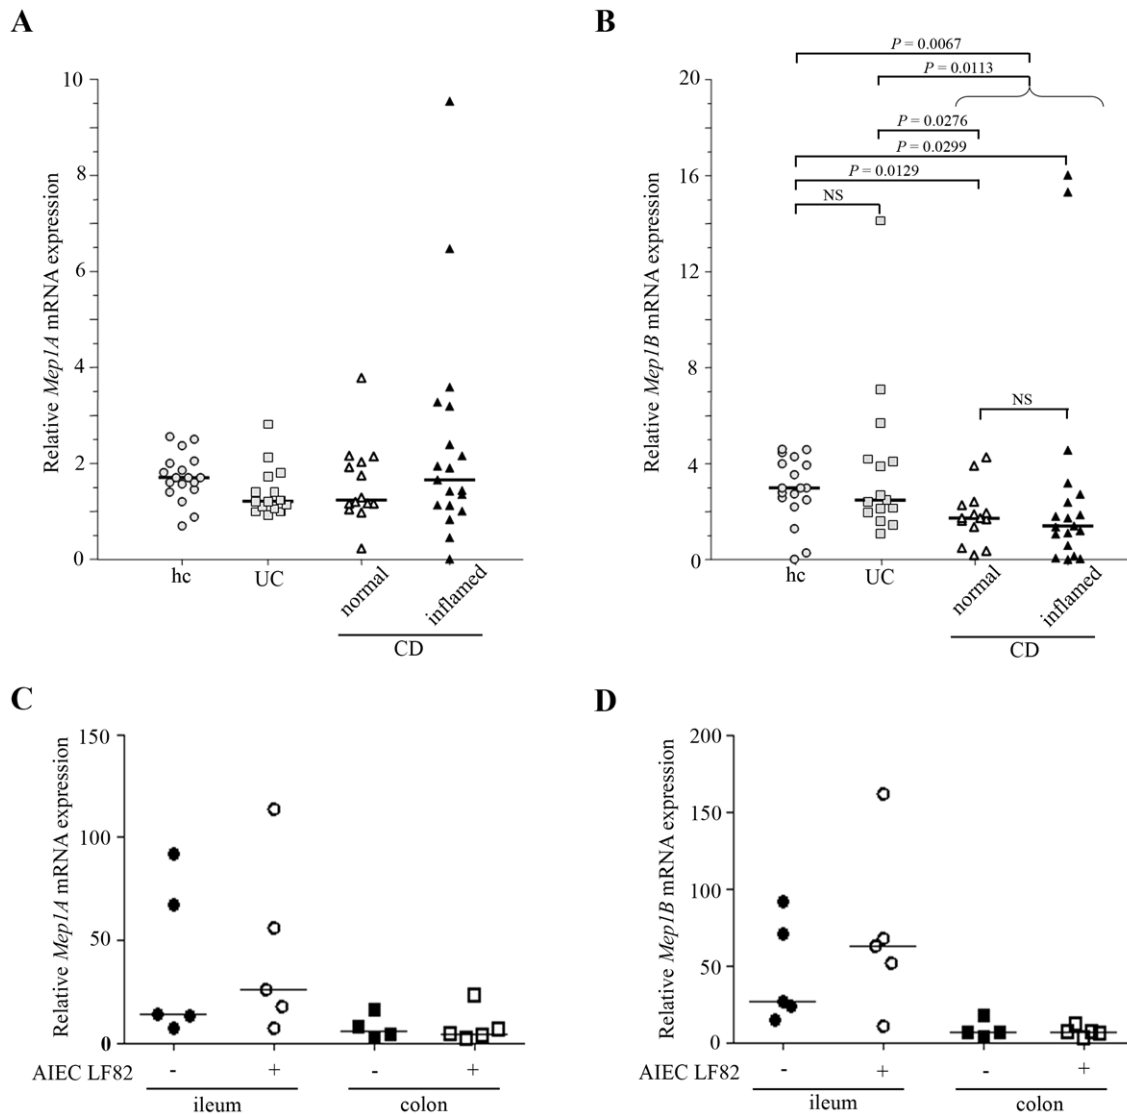 A
Relative Mep1A mRNA expression
10
8
6
4
2
0
hc
UC
normal
inflamed
CD
B
Relative Mep1B mRNA expression
20
16
12
8
4
0
P = 0.0067
P = 0.0113
P = 0.0276
P = 0.0299
P = 0.0129
NS
NS
hc
UC
normal
inflamed
CD
C
Relative Mep1A mRNA expression
150
100
50
0
AIEC LF82
-
+
-
+
ileum
colon
D
Relative Mep1B mRNA expression
200
150
100
50
0
AIEC LF82
-
+
-
+
ileum
colon